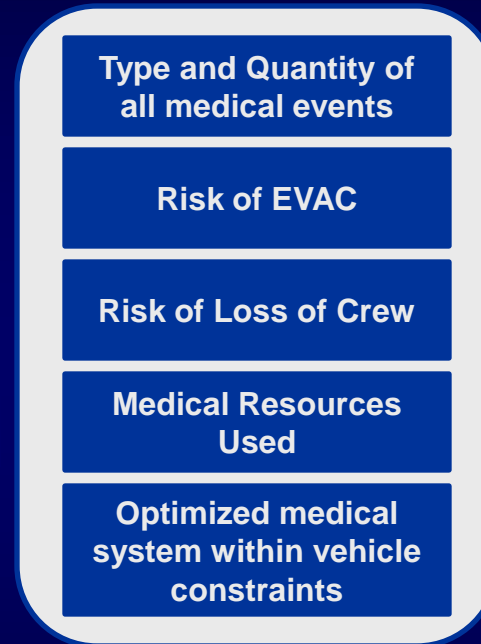 Type and Quantity of
all medical events
Risk of EVAC
Risk of Loss of Crew
Medical Resources
Used
Optimized medical
system within vehicle
constraints